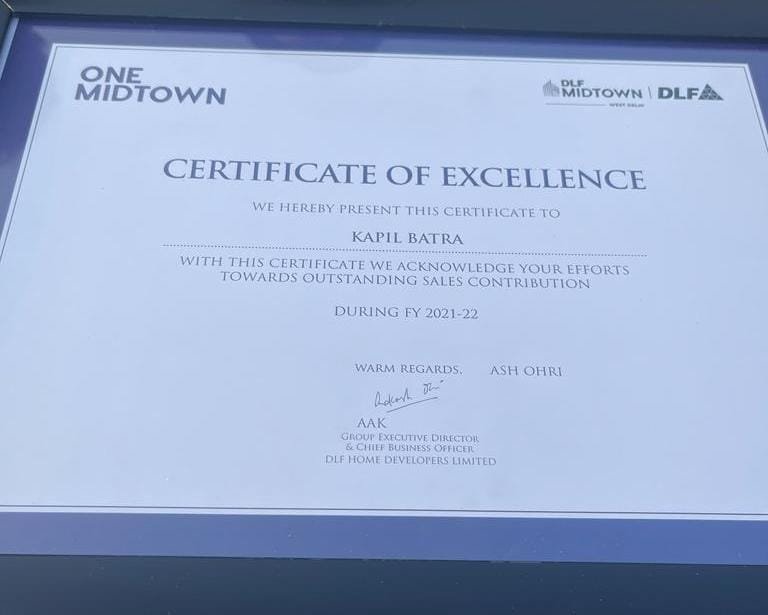 ONE
MIDTOWN
DLF
MIDTOWN | DLF
WEST DELHI
CERTIFICATE OF EXCELLENCE
WE HEREBY PRESENT THIS CERTIFICATE TO
KAPIL BATRA
WITH THIS CERTIFICATE WE ACKNOWLEDGE YOUR EFFORTS
TOWARDS OUTSTANDING SALES CONTRIBUTION
DURING FY 2021-22
WARM REGARDS, ASH OHRI
AAK
GROUP EXECUTIVE DIRECTOR
& CHIEF BUSINESS OFFICER
DLF HOME DEVELOPERS LIMITED